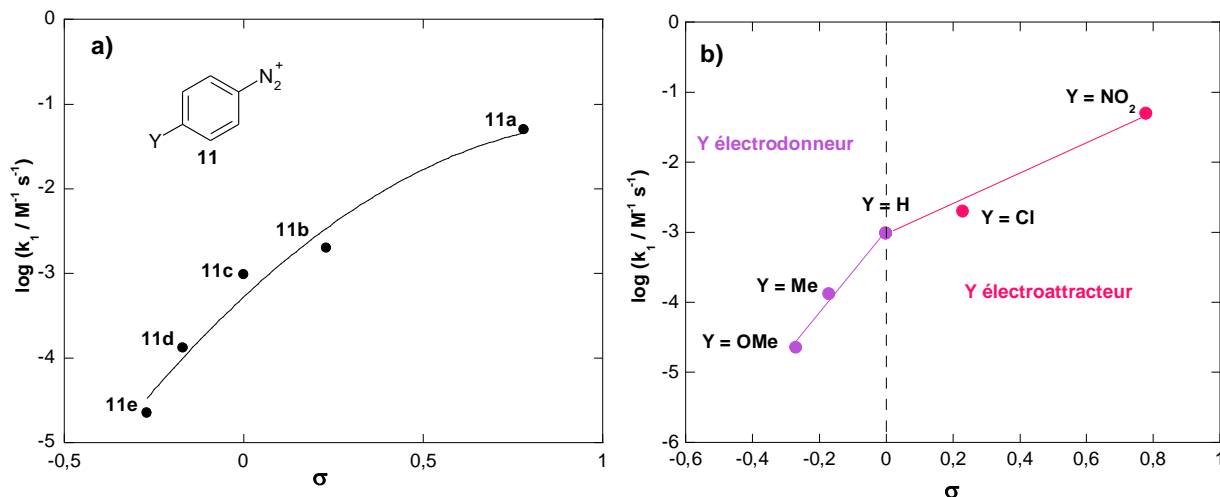 a)
N₂⁺
Y
11
11a
11b
11c
11d
11e
log (k₁ / M⁻¹ s⁻¹)
0
-1
-2
-3
-4
-5
-0,5
0
0,5
1
σ
b)
Y = NO₂
Y électrodonneur
Y = H
Y = Cl
Y = Me
Y électroattracteur
Y = OMe
log (k₁ / M⁻¹ s⁻¹)
0
-1
-2
-3
-4
-5
-6
-0,6
-0,4
-0,2
0
0,2
0,4
0,6
0,8
1
σ